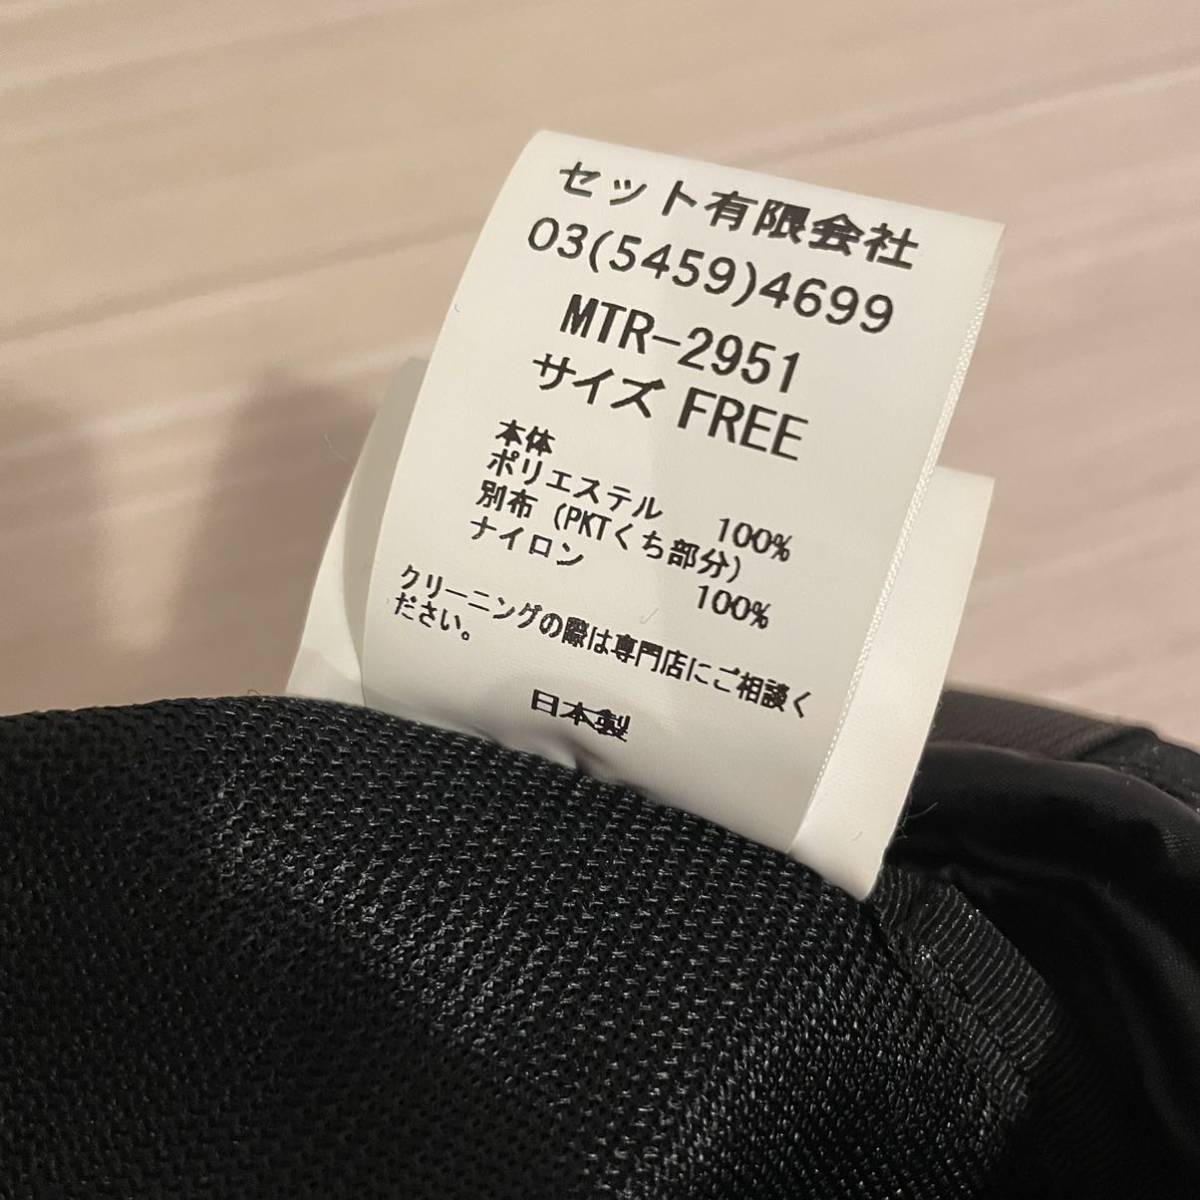 セット有限会社
03(5459)4699
MTR-2951
サイズ FREE
本体
ポリエステル 100%
別布 (PKTくち部分)
ナイロン 100%
クリーニングの際は専門店にご相談く
ださい。
日本製